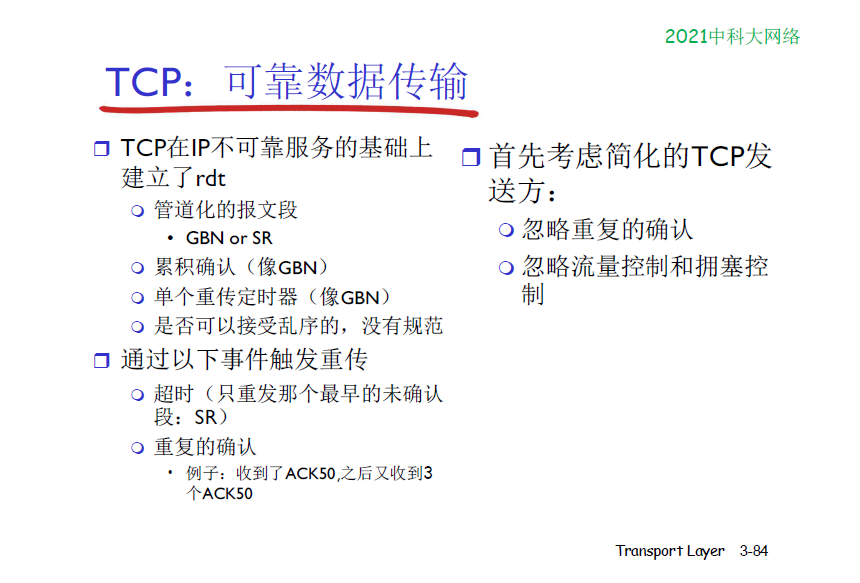 2021中科大网络
TCP：可靠数据传输
TCP在IP不可靠服务的基础上
建立了rdt
管道化的报文段
• GBN or SR
累积确认（像GBN）
单个重传定时器（像GBN）
是否可以接受乱序的，没有规范
通过以下事件触发重传
超时（只重发那个最早的未确认
段：SR）
重复的确认
• 例子：收到了ACK50,之后又收到3
个ACK50
首先考虑简化的TCP发
送方：
忽略重复的确认
忽略流量控制和拥塞控
制
Transport Layer 3-84